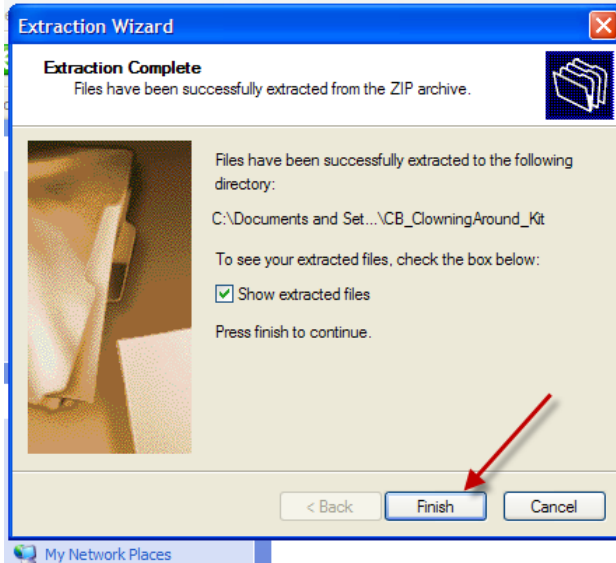 Extraction Wizard
Extraction Complete
Files have been successfully extracted from the ZIP archive.
Files have been successfully extracted to the following
directory:
C:\Documents and Set...\CB_ClowningAround_Kit
To see your extracted files, check the box below:
Show extracted files
Press finish to continue.
< Back
Finish
Cancel
My Network Places